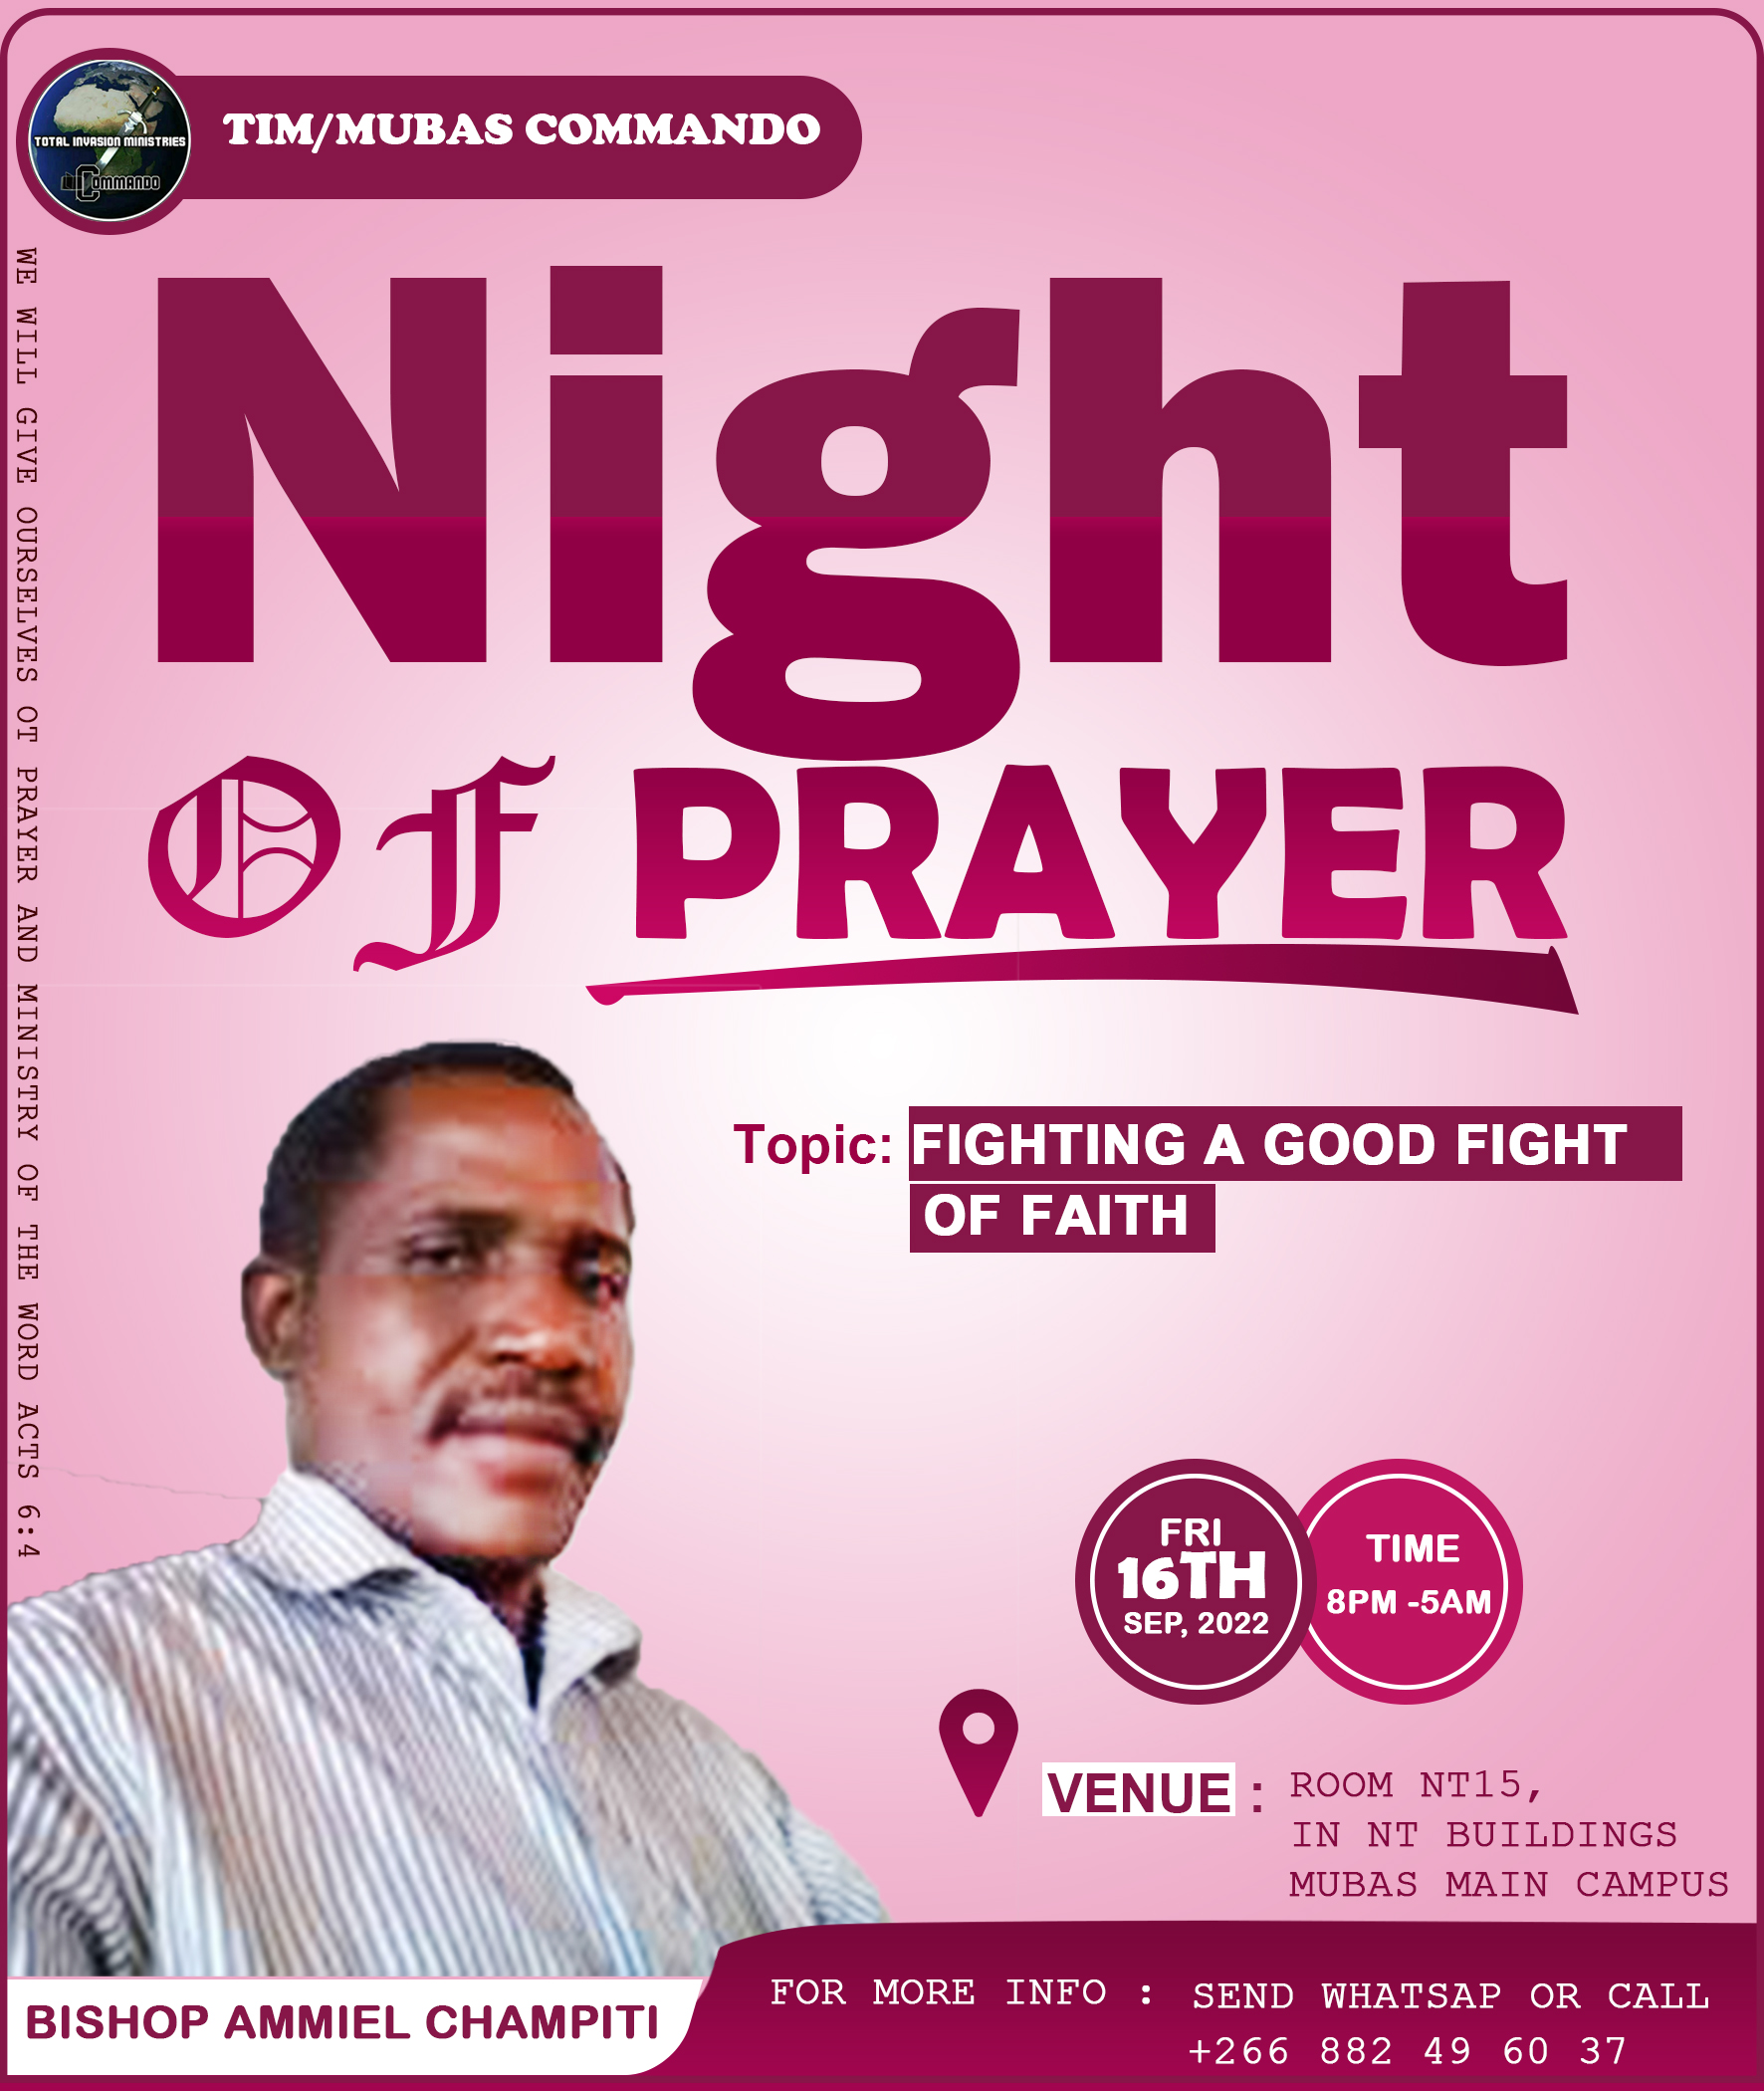 TOTAL INVASION MINISTRIES
COMMANDO
TIM/MUBAS COMMANDO
WE WILL GIVE OURSELVES OT PRAYER AND MINISTRY OF THE WORD ACTS 6:4
Night
OF PRAYER
Topic: FIGHTING A GOOD FIGHT
OF FAITH
FRI
16TH
SEP, 2022
TIME
8PM -5AM
VENUE : ROOM NT15,
IN NT BUILDINGS
MUBAS MAIN CAMPUS
BISHOP AMMIEL CHAMPITI
FOR MORE INFO : SEND WHATSAP OR CALL
+266 882 49 60 37